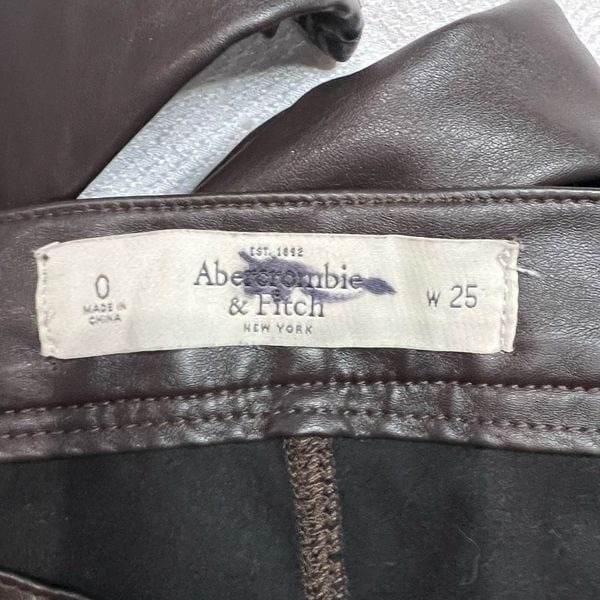 0
MADE IN
CHINA
EST. 1892
Abercrombie
& Fitch
NEW YORK
W 25